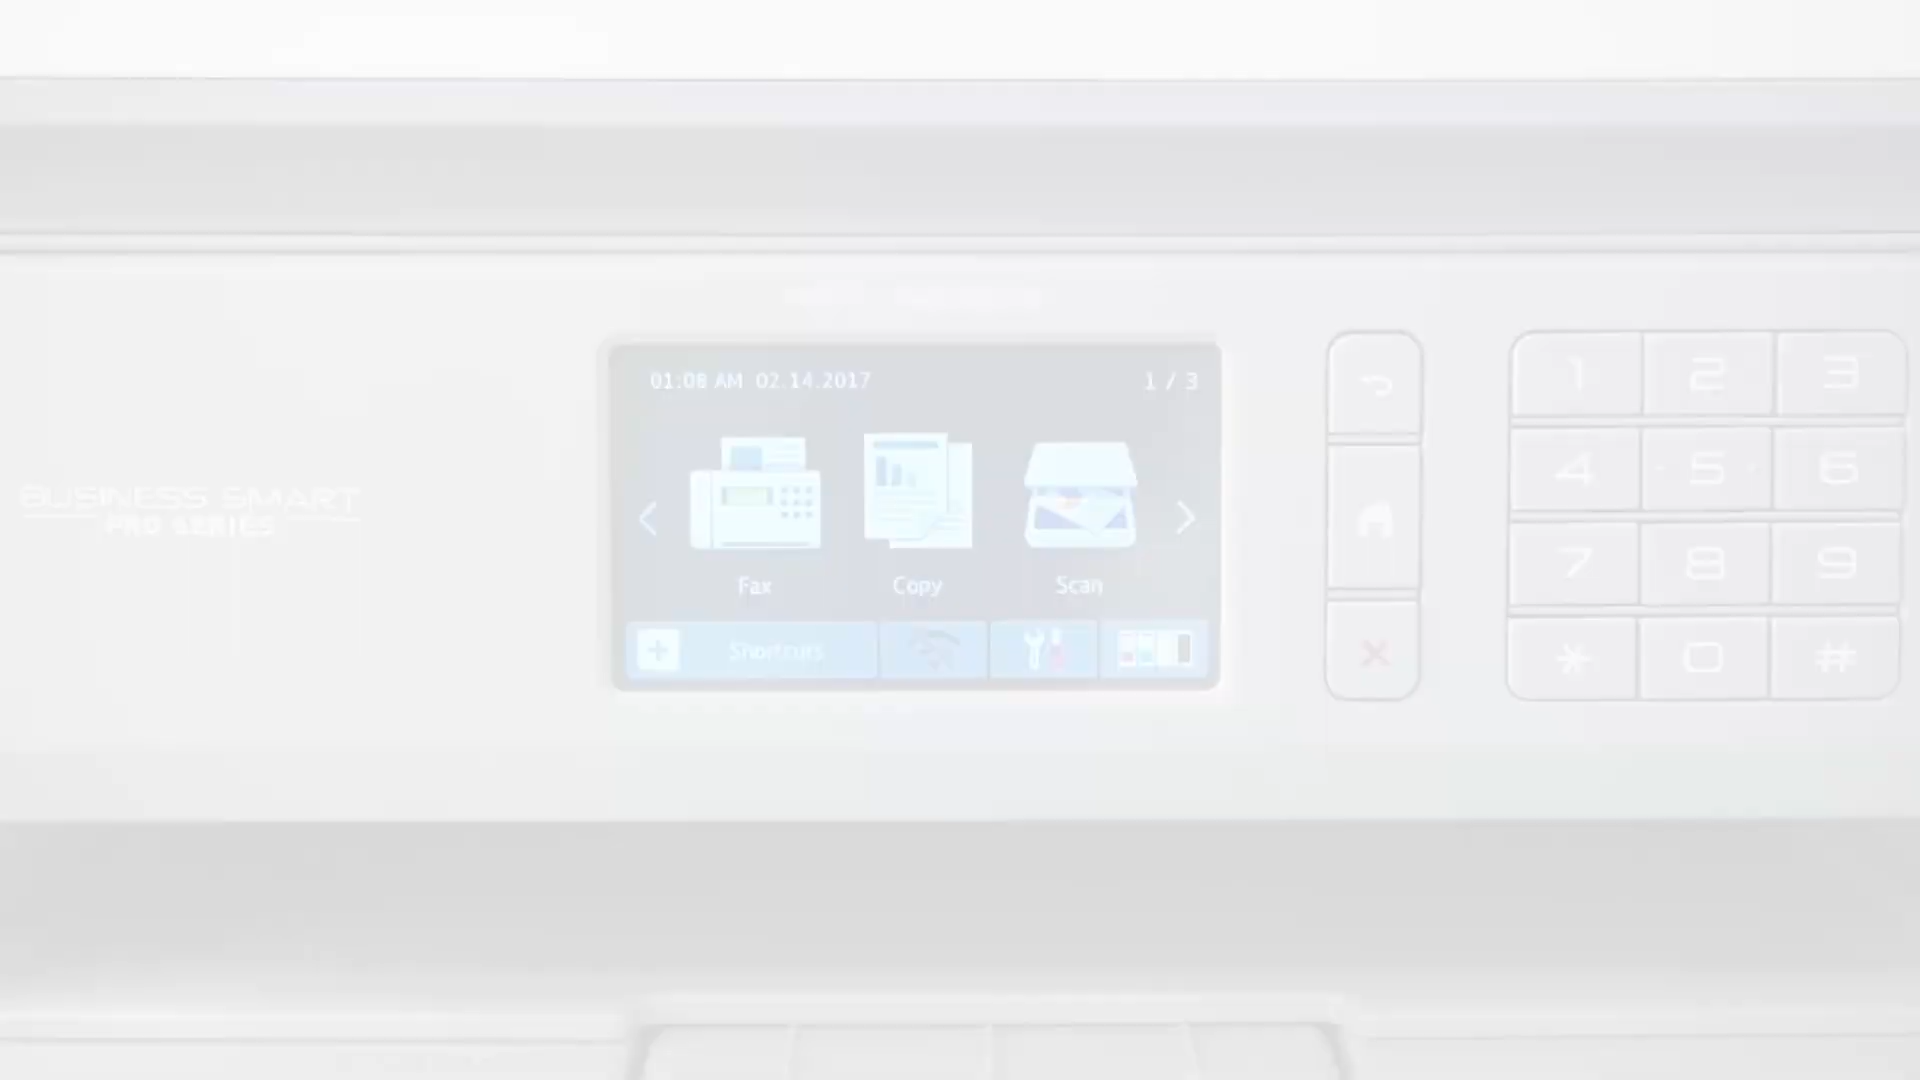 01:08 AM 02.14.2017 1 / 3
Fax Copy Scan
Shortcuts
BUSINESS SMART
PRO SERIES
1 2 3
4 5 6
7 8 9
* 0 #